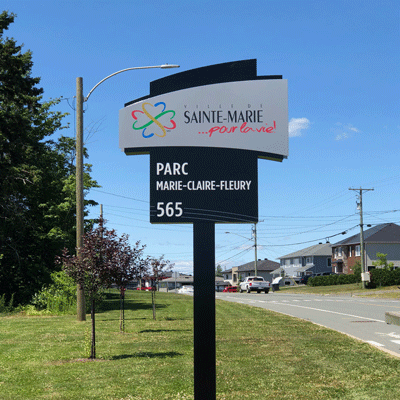 VILLE DE
SAINTE-MARIE
...pour la vie!
PARC
MARIE-CLAIRE-FLEURY
565